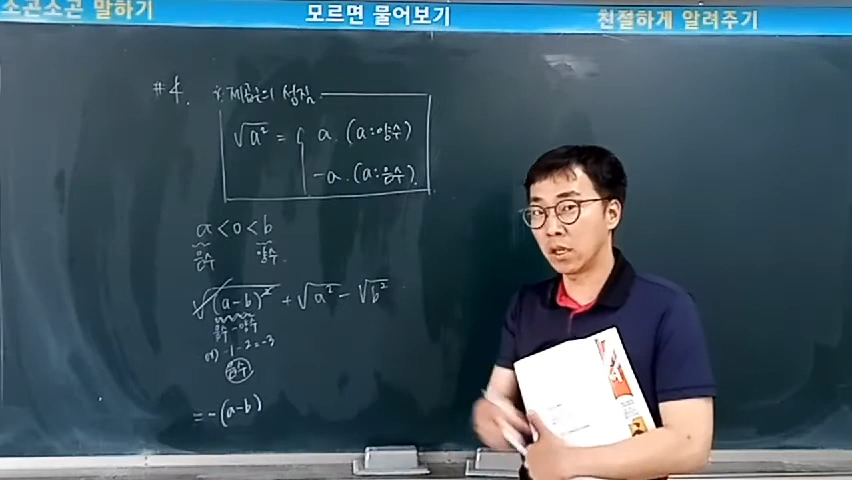 소곤소곤 말하기
모르면 물어보기
친절하게 알려주기
#4. ※ 제곱근의 성질
√a² = { a. (a:양수)
-a. (a:음수).
a<0<b
음수 양수.
√(a-b)² + √a² - √b²
음수-양수
ex) -1-2=-3
음수
= -(a-b)